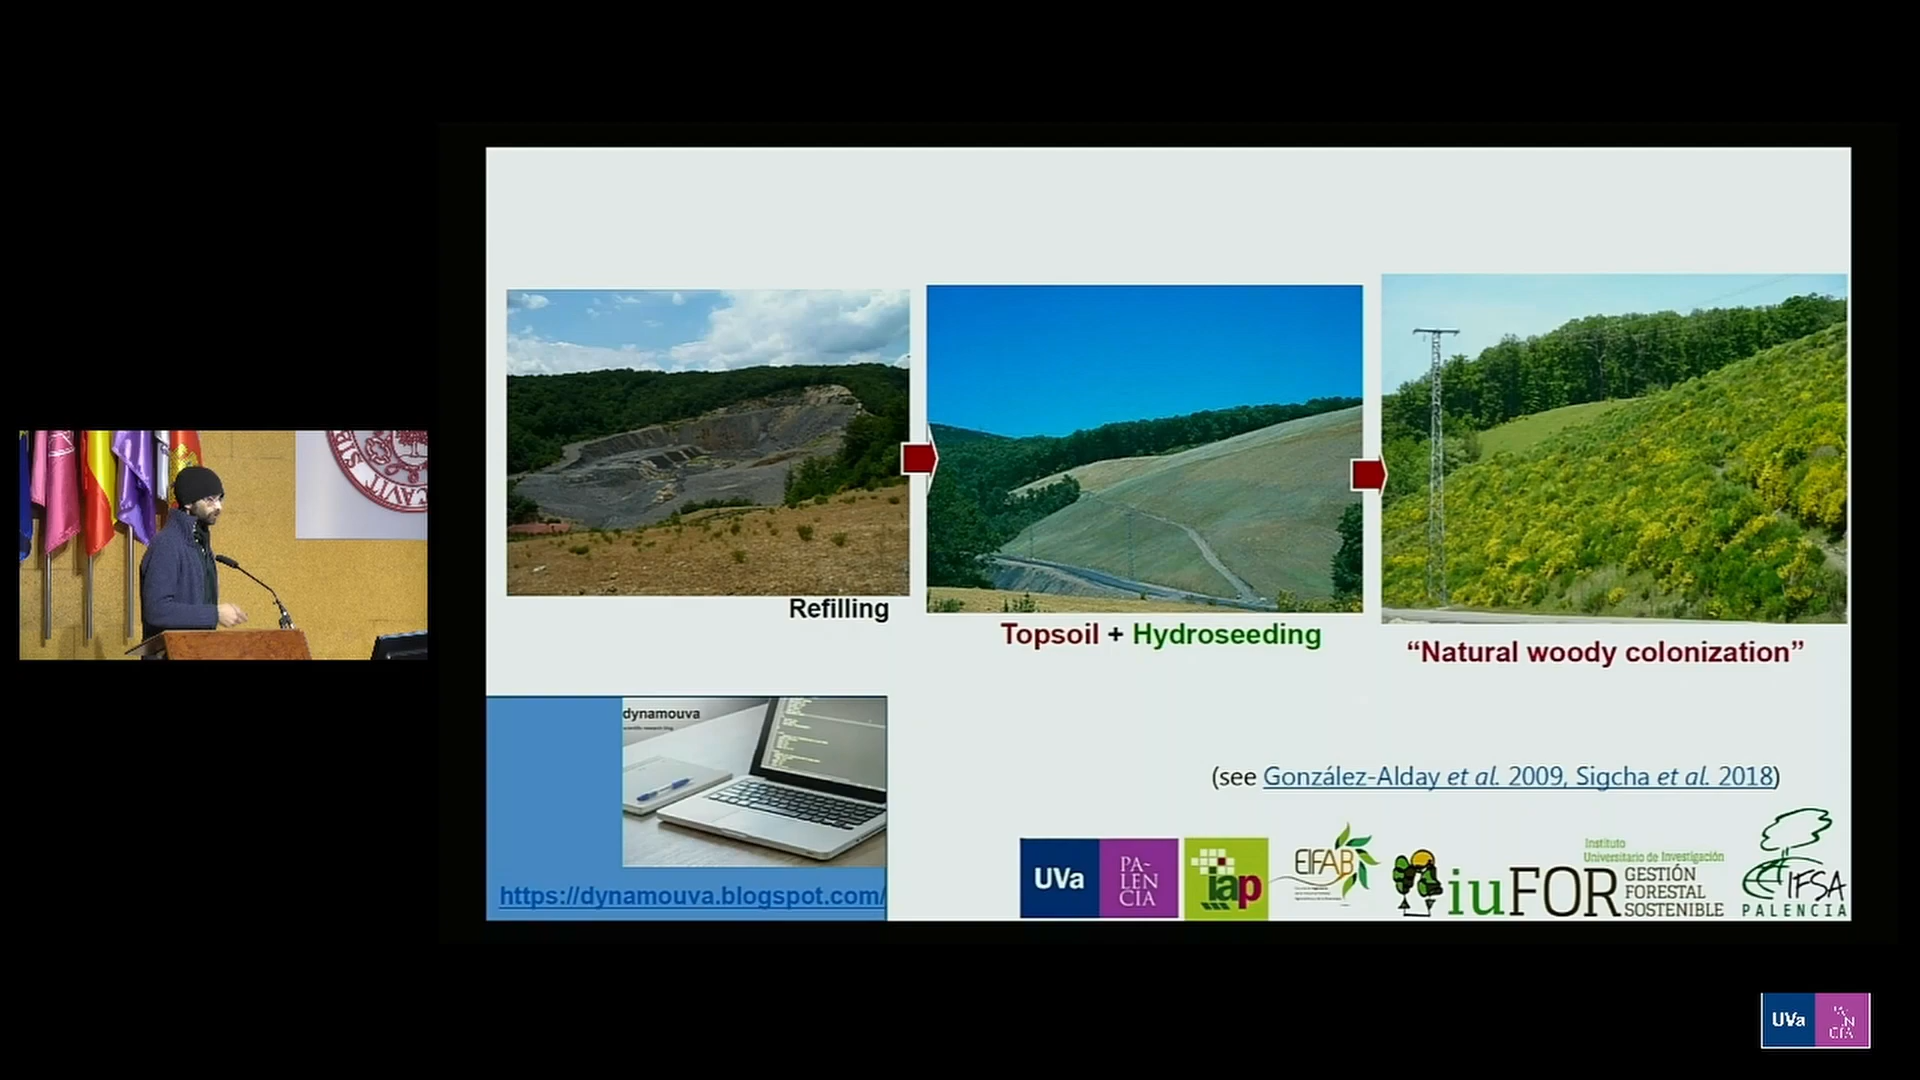 Refilling
Topsoil + Hydroseeding
“Natural woody colonization”
dynamouva
https://dynamouva.blogspot.com/
(see González-Alday et al. 2009, Sigcha et al. 2018)
UVa
PA~
LEN
CIA
iap
EIFAB
iuFOR
Instituto
Universitario de Investigación
GESTIÓN
FORESTAL
SOSTENIBLE
IFSA
PALENCIA
CAVIT
UVa